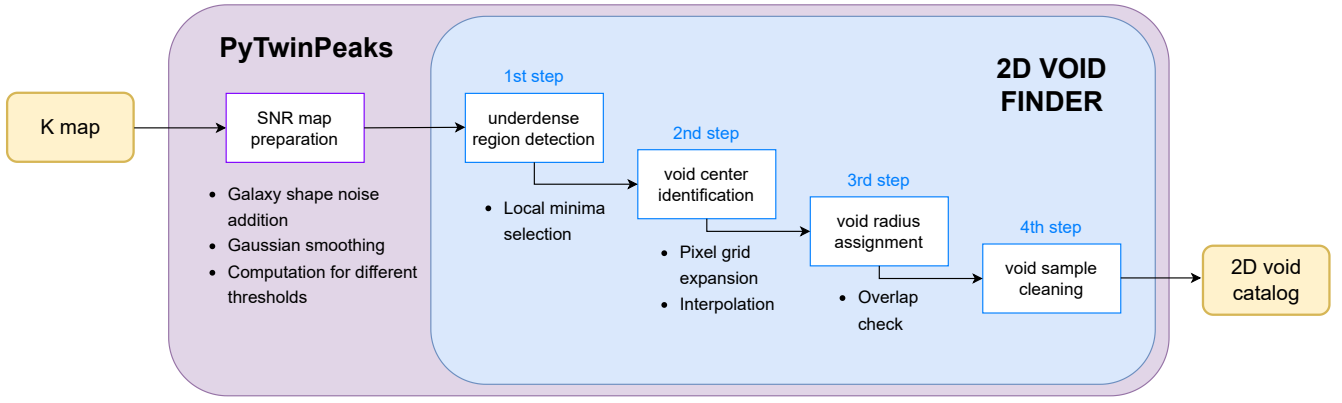 PyTwinPeaks
2D VOID
FINDER
K map
SNR map
preparation
• Galaxy shape noise
addition
• Gaussian smoothing
• Computation for different
thresholds
1st step
underdense
region detection
• Local minima
selection
2nd step
void center
identification
• Pixel grid
expansion
• Interpolation
3rd step
void radius
assignment
• Overlap
check
4th step
void sample
cleaning
2D void
catalog